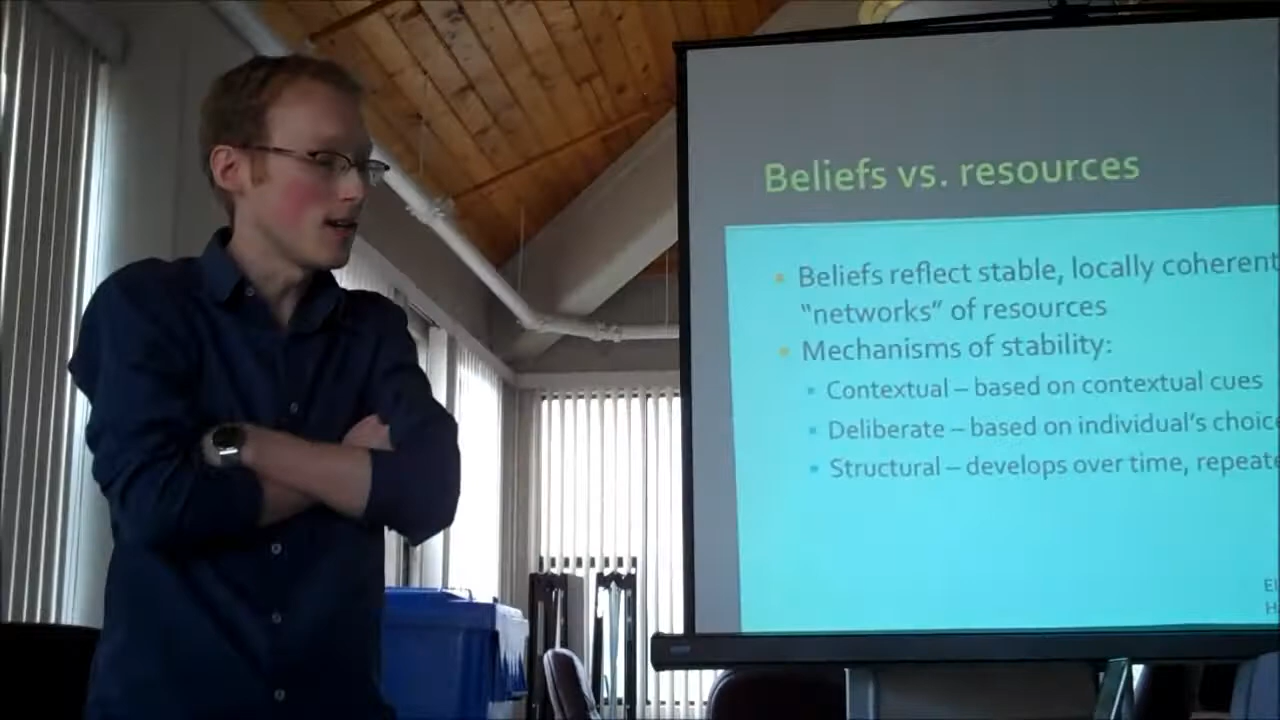 Beliefs vs. resources
Beliefs reflect stable, locally coherent
"networks" of resources
Mechanisms of stability:
Contextual – based on contextual cues
Deliberate – based on individual's choic
Structural – develops over time, repeate